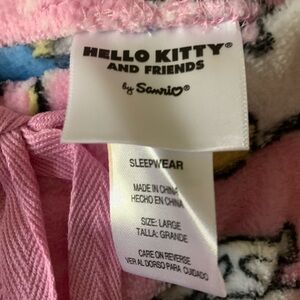 HELLO KITTY®
AND FRIENDS
by Sanrio®
SLEEPWEAR
MADE IN CHINA
HECHO EN CHINA
SIZE: LARGE
TALLA: GRANDE
CARE ON REVERSE
VER AL DORSO PARA CUIDADO